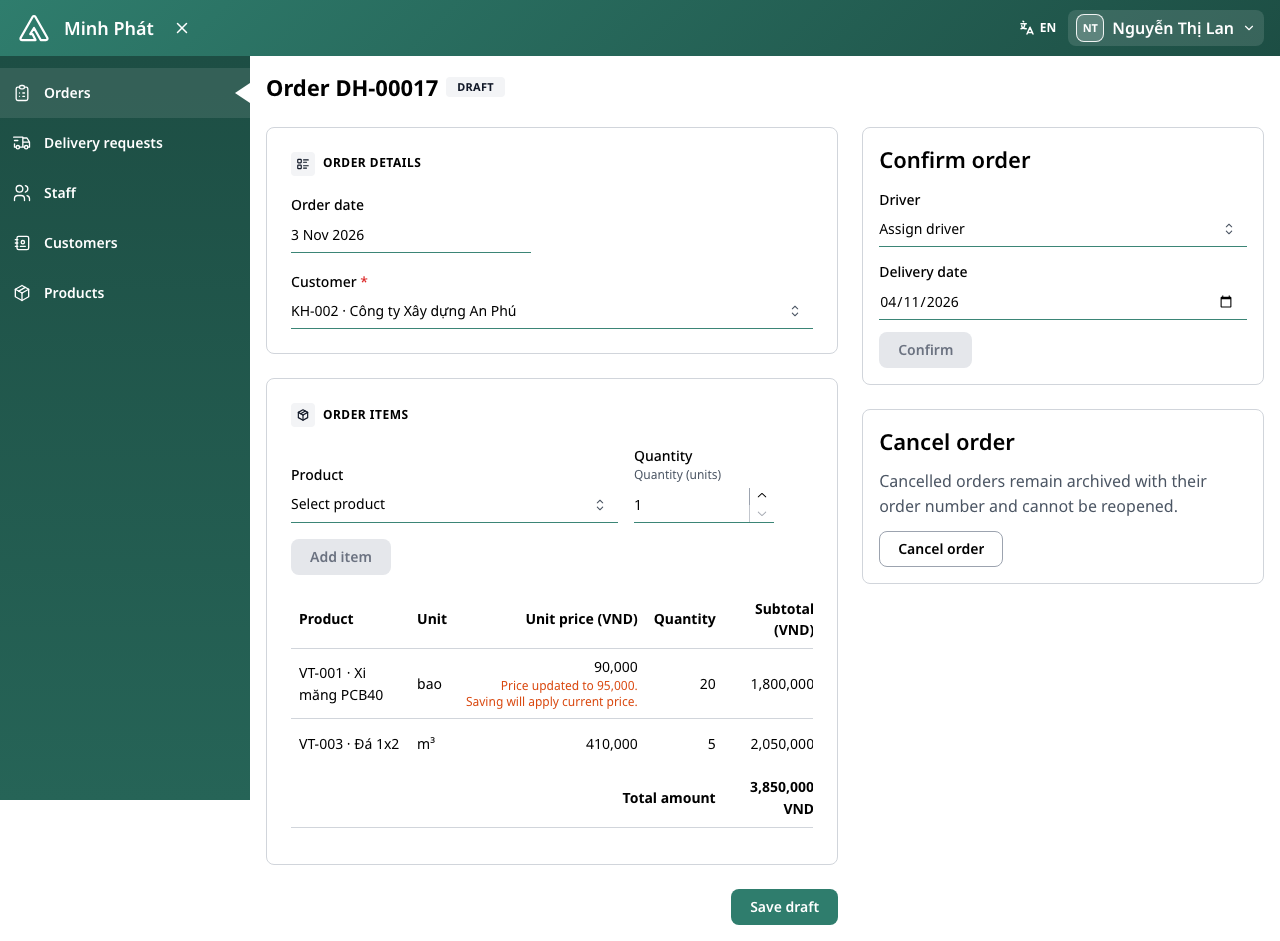 Minh Phát
EN
NT
Nguyễn Thị Lan
Orders
Delivery requests
Staff
Customers
Products
Order DH-00017
DRAFT
ORDER DETAILS
Order date
3 Nov 2026
Customer *
KH-002 · Công ty Xây dựng An Phú
ORDER ITEMS
Product
Select product
Quantity
Quantity (units)
1
Add item
Product Unit Unit price (VND) Quantity Subtotal
(VND)
VT-001 · Xi
măng PCB40
bao
90,000
Price updated to 95,000.
Saving will apply current price.
20
1,800,000
VT-003 · Đá 1x2 m³ 410,000 5 2,050,000
Total amount
3,850,000
VND
Save draft
Confirm order
Driver
Assign driver
Delivery date
04/11/2026
Confirm
Cancel order
Cancelled orders remain archived with their
order number and cannot be reopened.
Cancel order